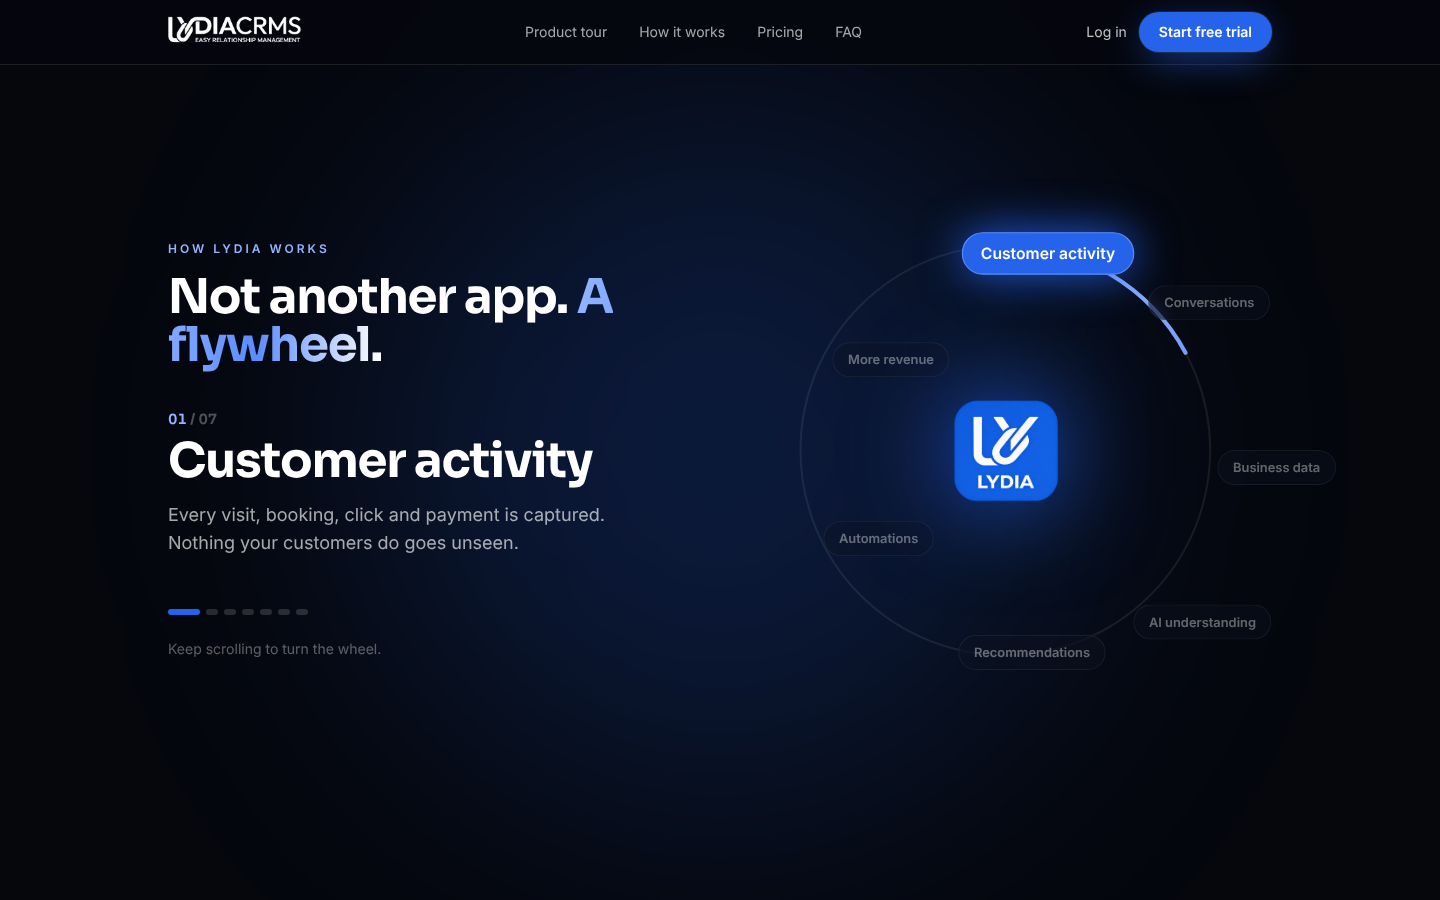 LYDIACRMS
EASY RELATIONSHIP MANAGEMENT
Product tour
How it works
Pricing
FAQ
Log in
Start free trial
HOW LYDIA WORKS
Not another app. A
flywheel.
01 / 07
Customer activity
Every visit, booking, click and payment is captured.
Nothing your customers do goes unseen.
Keep scrolling to turn the wheel.
Customer activity
Conversations
More revenue
LYDIA
Business data
Automations
AI understanding
Recommendations